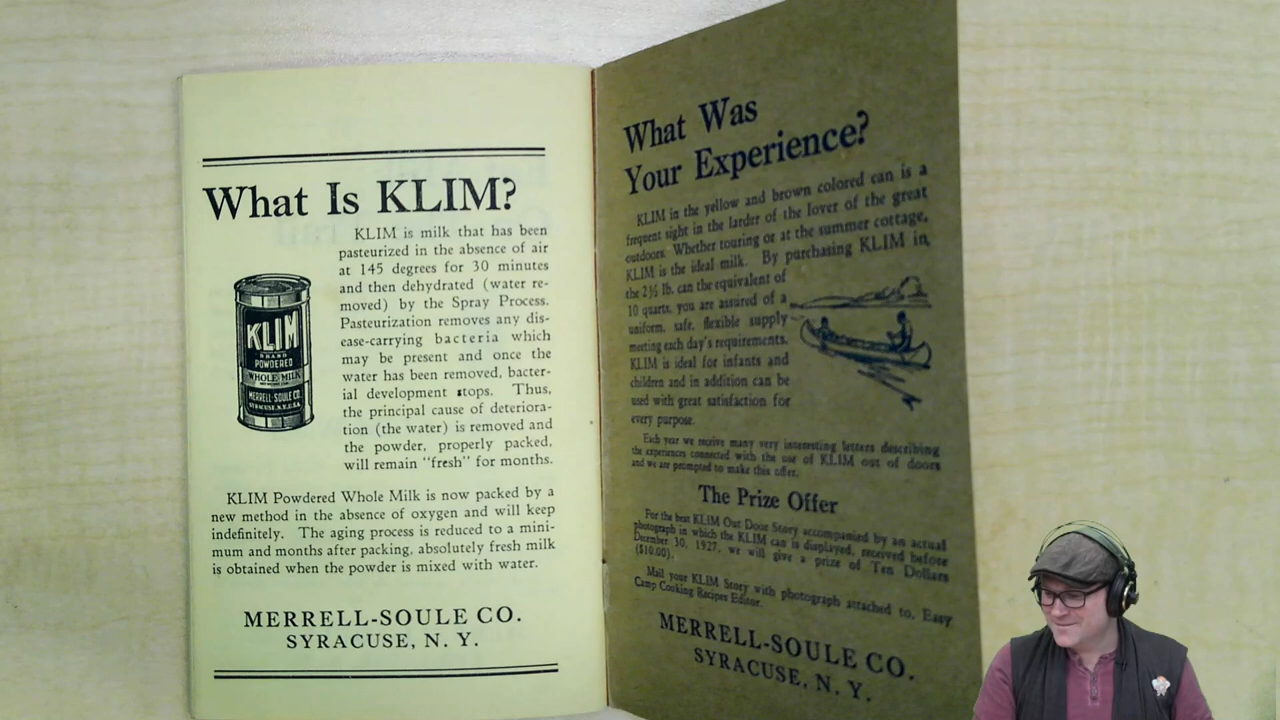 What Is KLIM?
KLIM is milk that has been
pasteurized in the absence of air
at 145 degrees for 30 minutes
and then dehydrated (water re-
moved) by the Spray Process.
Pasteurization removes any dis-
ease-carrying bacteria which
may be present and once the
water has been removed, bacter-
ial development stops. Thus,
the principal cause of deteriora-
tion (the water) is removed and
the powder, properly packed,
will remain "fresh" for months.
KLIM
BRAND
POWDERED
WHOLE MILK
MERRELL-SOULE CO.
SYRACUSE, N.Y. U.S.A.
KLIM Powdered Whole Milk is now packed by a
new method in the absence of oxygen and will keep
indefinitely. The aging process is reduced to a mini-
mum and months after packing, absolutely fresh milk
is obtained when the powder is mixed with water.
MERRELL-SOULE CO.
SYRACUSE, N. Y.
What Was
Your Experience?
KLIM in the yellow and brown colored can is a
frequent sight in the larder of the lover of the great
outdoors. Whether touring or at the summer cottage,
KLIM is the ideal milk. By purchasing KLIM in,
the 2½ lb. can the equivalent of
10 quarts, you are assured of a
uniform, safe, flexible supply
meeting each day's requirements.
KLIM is ideal for infants and
children and in addition can be
used with great satisfaction for
every purpose.
Each year we receive many very interesting letters describing
the experiences connected with the use of KLIM out of doors
and we are prompted to make this offer.
The Prize Offer
For the best KLIM Out Door Story accompanied by an actual
photograph in which the KLIM can is displayed, received before
December 30, 1927, we will give a prize of Ten Dollars
($10.00).
Mail your KLIM Story with photograph attached to, Easy
Camp Cooking Recipes Editor.
MERRELL-SOULE CO.
SYRACUSE, N. Y.